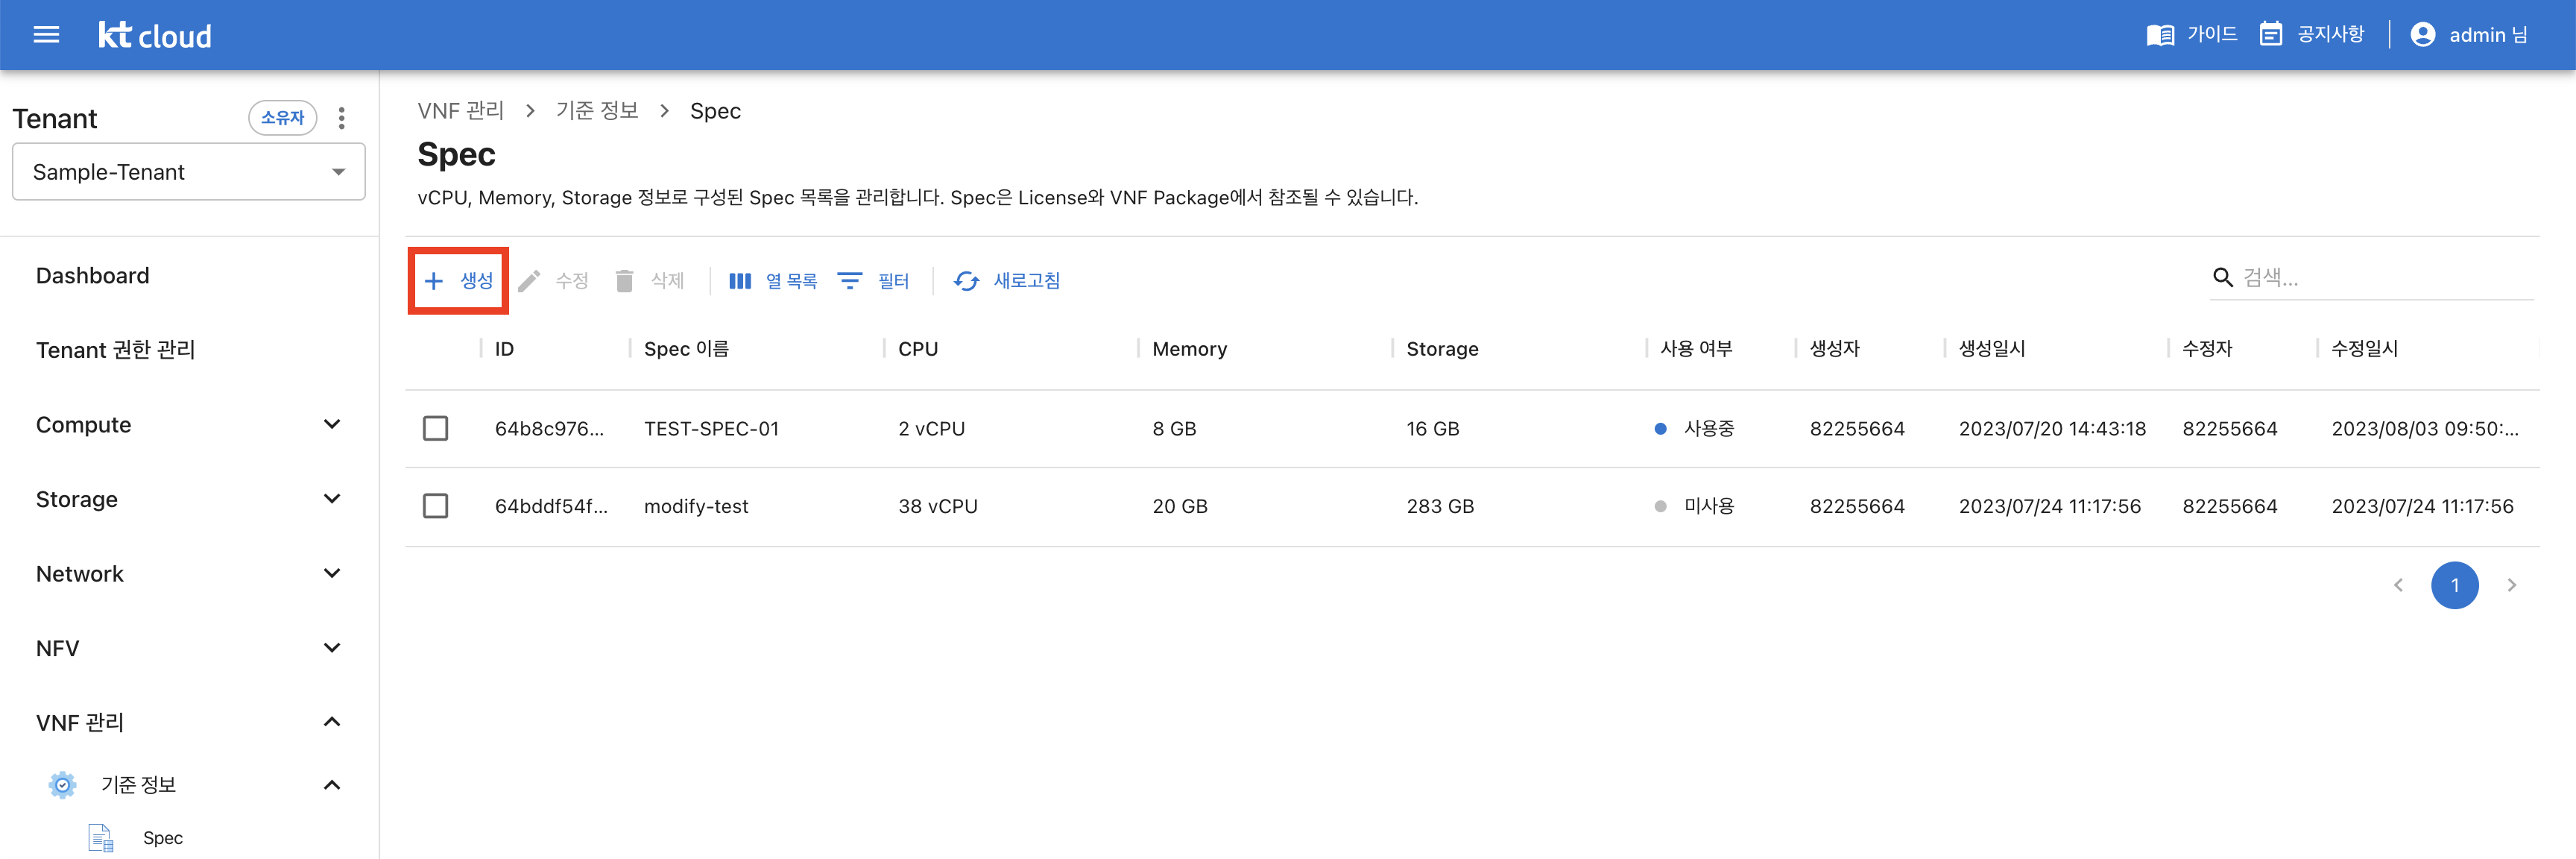 kt cloud
가이드 공지사항 admin 님
Tenant 소유자
Sample-Tenant
Dashboard
Tenant 권한 관리
Compute
Storage
Network
NFV
VNF 관리
기준 정보
Spec
VNF 관리 > 기준 정보 > Spec
Spec
vCPU, Memory, Storage 정보로 구성된 Spec 목록을 관리합니다. Spec은 License와 VNF Package에서 참조될 수 있습니다.
+ 생성 수정 삭제 열 목록 필터 새로고침 검색...
ID Spec 이름 CPU Memory Storage 사용 여부 생성자 생성일시 수정자 수정일시
64b8c976... TEST-SPEC-01 2 vCPU 8 GB 16 GB 사용중 82255664 2023/07/20 14:43:18 82255664 2023/08/03 09:50:...
64bddf54f... modify-test 38 vCPU 20 GB 283 GB 미사용 82255664 2023/07/24 11:17:56 82255664 2023/07/24 11:17:56
< 1 >